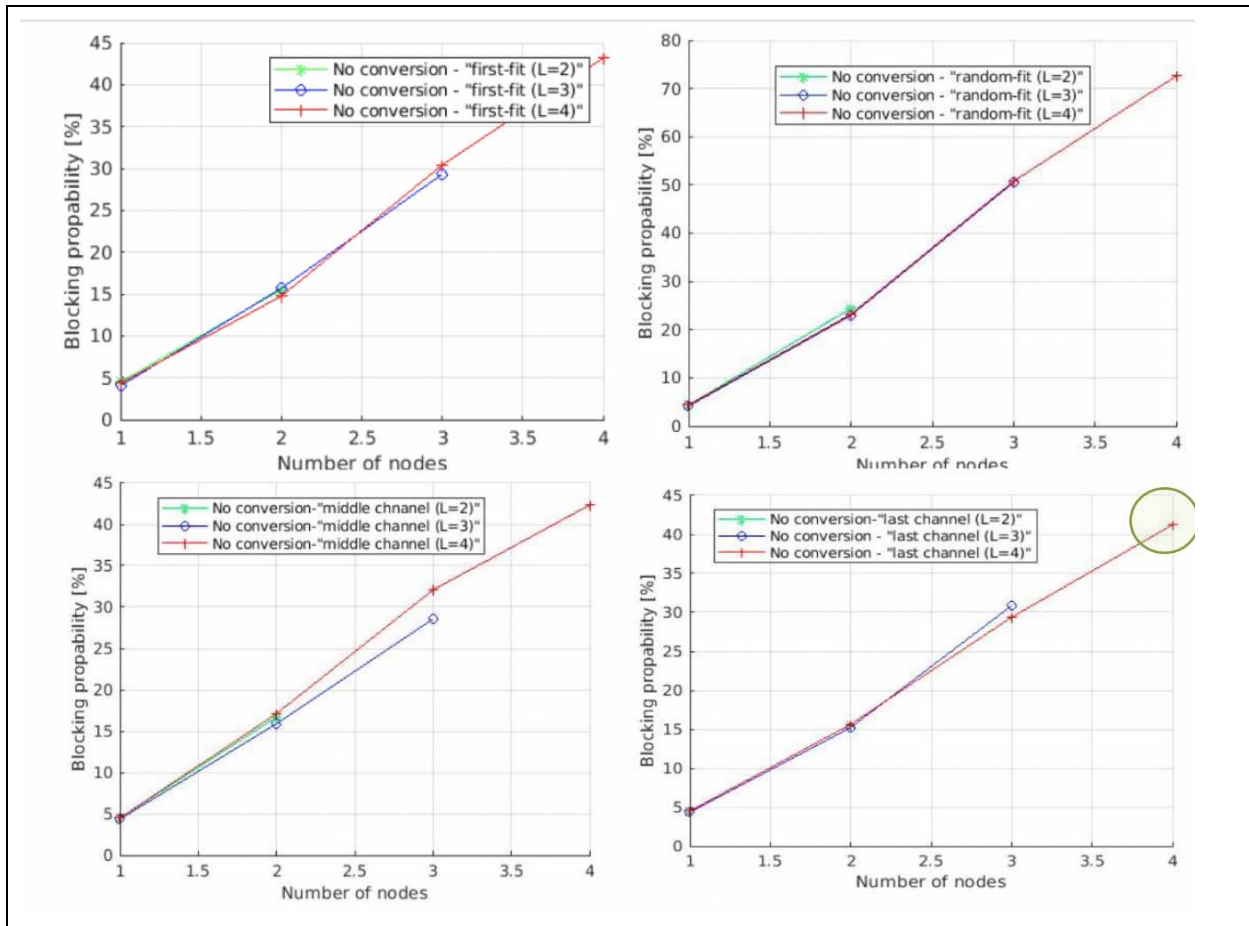 45
40
35
30
25
20
15
10
5
0
Blocking propability [%]
No conversion - "first-fit (L=2)"
No conversion - "first-fit (L=3)"
No conversion - "first-fit (L=4)"
1 1.5 2 2.5 3 3.5 4
Number of nodes
80
70
60
50
40
30
20
10
0
Blocking propability [%]
No conversion - "random-fit (L=2)"
No conversion - "random-fit (L=3)"
No conversion - "random-fit (L=4)"
1 1.5 2 2.5 3 3.5 4
Number of nodes
45
40
35
30
25
20
15
10
5
0
Blocking propability [%]
No conversion-"middle chnanel (L=2)"
No conversion-"middle channel (L=3)"
No conversion-"middle channel (L=4)"
1 1.5 2 2.5 3 3.5 4
Number of nodes
45
40
35
30
25
20
15
10
5
0
Blocking propability [%]
No conversion-"last channel (L=2)"
No conversion - "last channel (L=3)"
No conversion - "last channel (L=4)"
1 1.5 2 2.5 3 3.5 4
Number of nodes